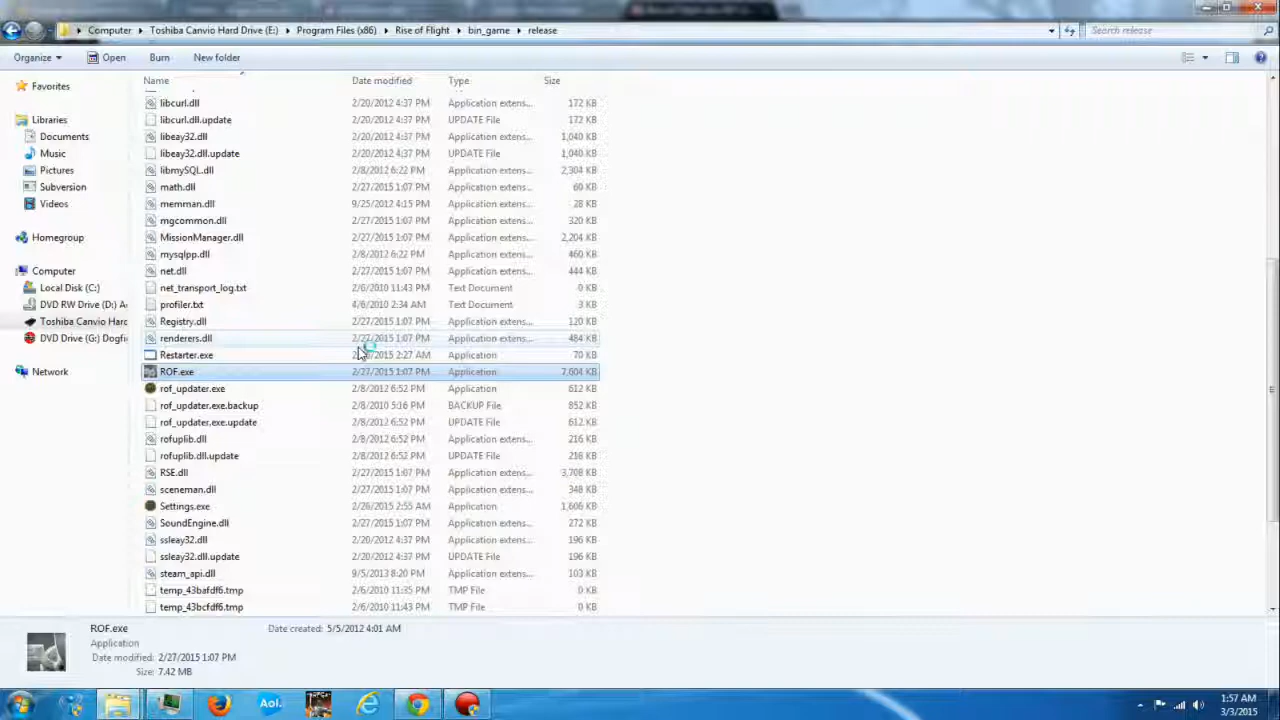 Computer Toshiba Canvio Hard Drive (E:) Program Files (x86) Rise of Flight bin_game release Search release
Organize Open Burn New folder
Name Date modified Type Size
Favorites
Libraries
Documents
Music
Pictures
Subversion
Videos
Homegroup
Computer
Local Disk (C:)
DVD RW Drive (D:) A
Toshiba Canvio Hard
DVD Drive (G:) Dogfi
Network
libcurl.dll 2/20/2012 4:37 PM Application extens... 172 KB
libcurl.dll.update 2/20/2012 4:37 PM UPDATE File 172 KB
libeay32.dll 2/20/2012 4:37 PM Application extens... 1,040 KB
libeay32.dll.update 2/20/2012 4:37 PM UPDATE File 1,040 KB
libmySQL.dll 2/8/2012 6:22 PM Application extens... 2,304 KB
math.dll 2/27/2015 1:07 PM Application extens... 60 KB
memman.dll 9/25/2012 4:15 PM Application extens... 28 KB
mgcommon.dll 2/27/2015 1:07 PM Application extens... 320 KB
MissionManager.dll 2/27/2015 1:07 PM Application extens... 2,204 KB
mysqlpp.dll 2/8/2012 6:22 PM Application extens... 460 KB
net.dll 2/27/2015 1:07 PM Application extens... 444 KB
net_transport_log.txt 2/6/2010 11:43 PM Text Document 0 KB
profiler.txt 4/6/2010 2:34 AM Text Document 3 KB
Registry.dll 2/27/2015 1:07 PM Application extens... 120 KB
renderers.dll 2/27/2015 1:07 PM Application extens... 484 KB
Restarter.exe 2015 2:27 AM Application 70 KB
ROF.exe 2/27/2015 1:07 PM Application 7,604 KB
rof_updater.exe 2/8/2012 6:52 PM Application 612 KB
rof_updater.exe.backup 2/8/2010 5:16 PM BACKUP File 852 KB
rof_updater.exe.update 2/8/2012 6:52 PM UPDATE File 612 KB
rofuplib.dll 2/8/2012 6:52 PM Application extens... 216 KB
rofuplib.dll.update 2/8/2012 6:52 PM UPDATE File 216 KB
RSE.dll 2/27/2015 1:07 PM Application extens... 3,708 KB
sceneman.dll 2/27/2015 1:07 PM Application extens... 348 KB
Settings.exe 2/26/2015 2:55 AM Application 1,606 KB
SoundEngine.dll 2/27/2015 1:07 PM Application extens... 272 KB
ssleay32.dll 2/20/2012 4:37 PM Application extens... 196 KB
ssleay32.dll.update 2/20/2012 4:37 PM UPDATE File 196 KB
steam_api.dll 9/5/2013 8:20 PM Application extens... 103 KB
temp_43bafdf6.tmp 2/6/2010 11:35 PM TMP File 0 KB
temp_43bcfdf6.tmp 2/6/2010 11:43 PM TMP File 0 KB
ROF.exe Date created: 5/5/2012 4:01 AM
Application
Date modified: 2/27/2015 1:07 PM
Size: 7.42 MB
Aol.
1:57 AM
3/3/2015